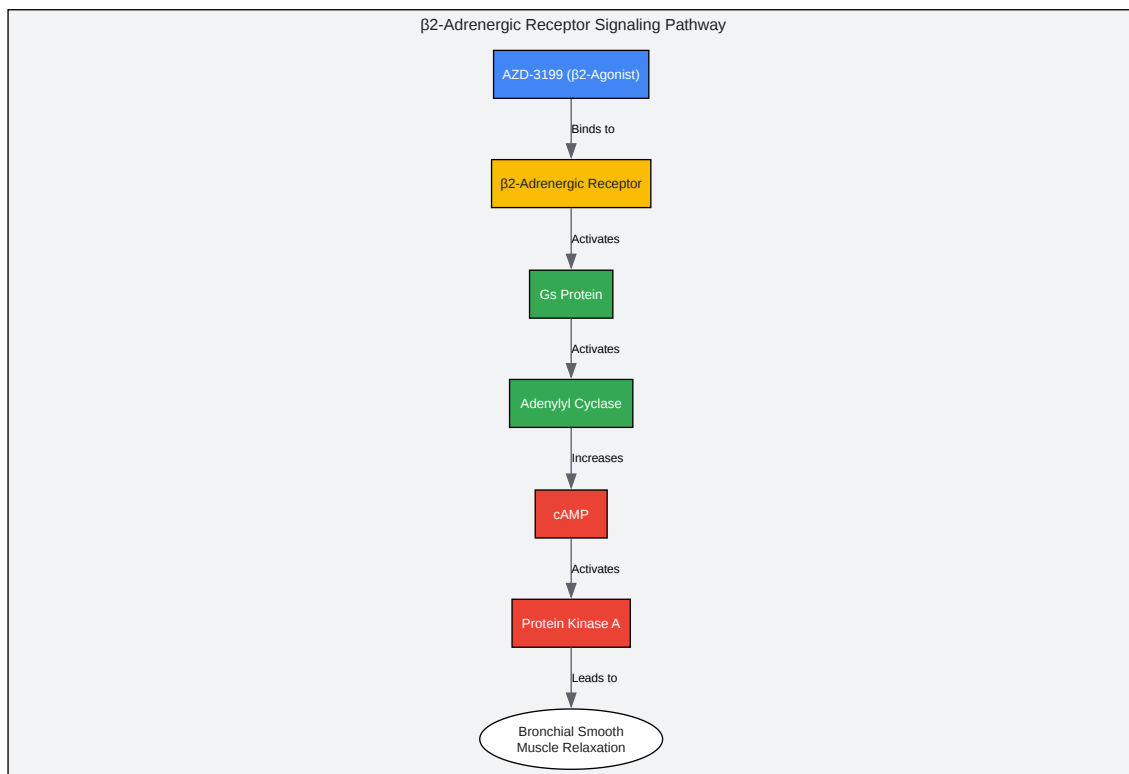 β2-Adrenergic Receptor Signaling Pathway
AZD-3199 (β2-Agonist)
Binds to
β2-Adrenergic Receptor
Activates
Gs Protein
Activates
Adenylyl Cyclase
Increases
cAMP
Activates
Protein Kinase A
Leads to
Bronchial Smooth
Muscle Relaxation